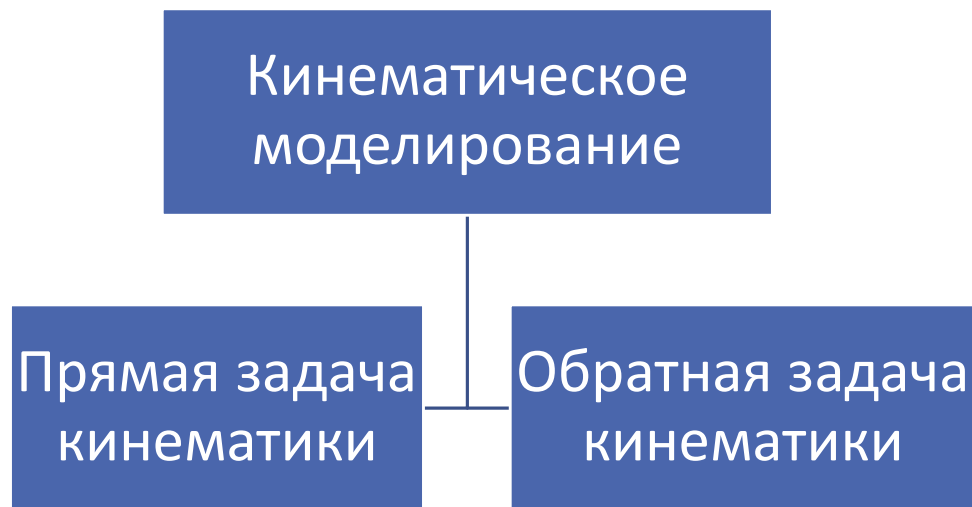 Кинематическое
моделирование
Прямая задача
кинематики
Обратная задача
кинематики